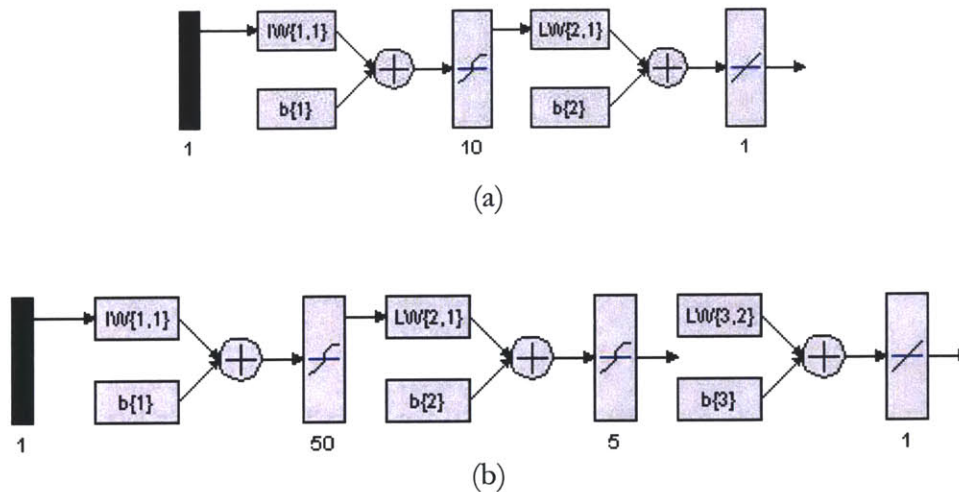 IW{1,1} LW{2,1}
b{1} b{2}
1 10 1
(a)
IW{1,1} LW{2,1} LW{3,2}
b{1} b{2} b{3}
1 50 5 1
(b)